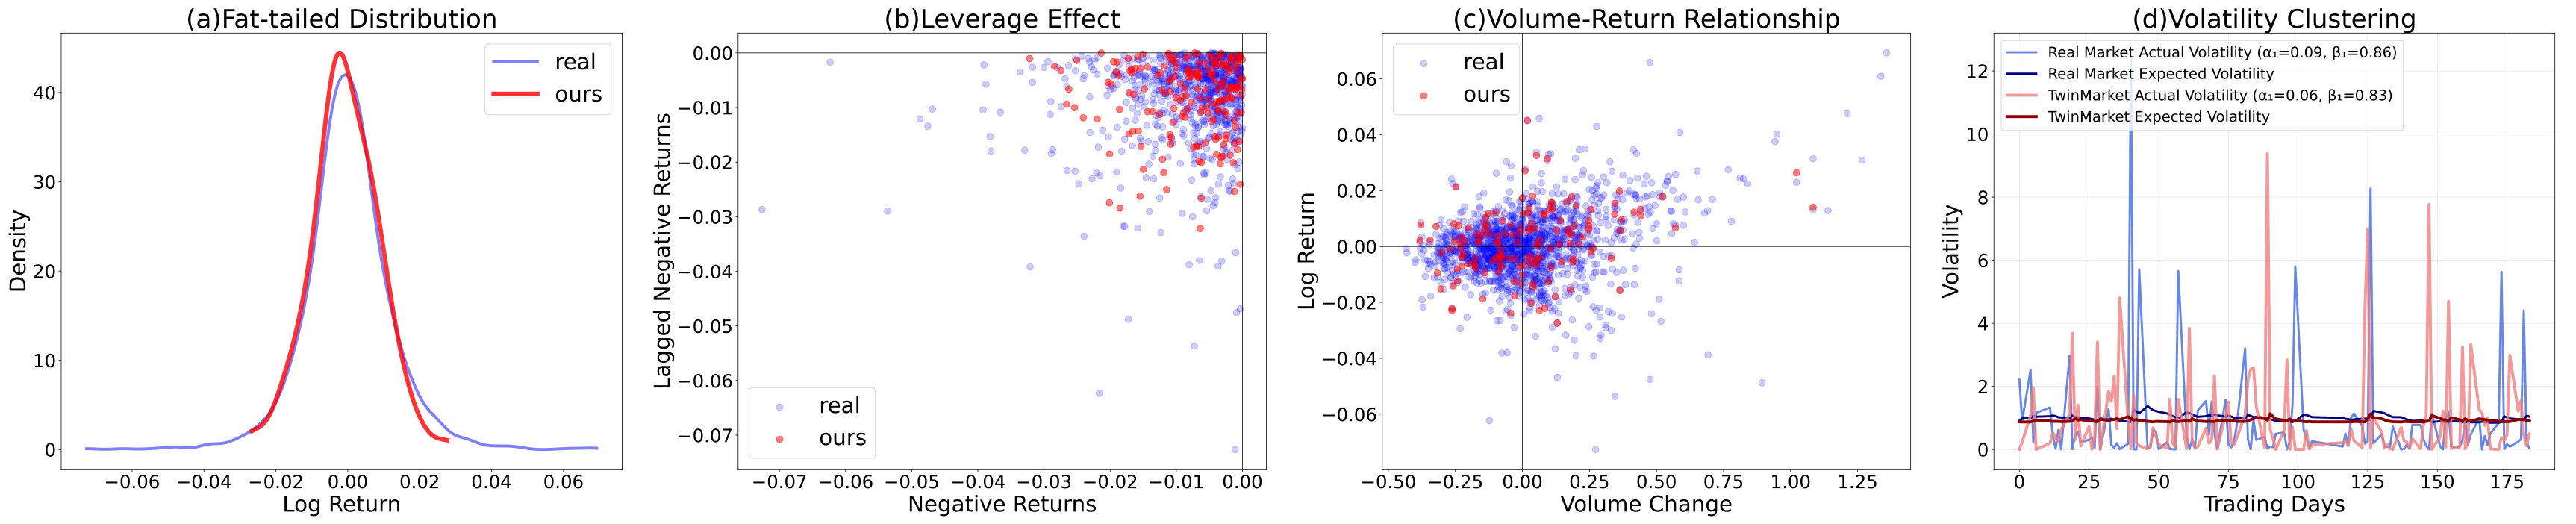 (a)Fat-tailed Distribution
real
ours
Density
40
30
20
10
0
−0.06 −0.04 −0.02 0.00 0.02 0.04 0.06
Log Return
(b)Leverage Effect
Lagged Negative Returns
0.00
−0.01
−0.02
−0.03
−0.04
−0.05
−0.06
−0.07
real
ours
−0.07 −0.06 −0.05 −0.04 −0.03 −0.02 −0.01 0.00
Negative Returns
(c)Volume-Return Relationship
real
ours
Log Return
0.06
0.04
0.02
0.00
−0.02
−0.04
−0.06
−0.50 −0.25 0.00 0.25 0.50 0.75 1.00 1.25
Volume Change
(d)Volatility Clustering
Real Market Actual Volatility (α₁=0.09, β₁=0.86)
Real Market Expected Volatility
TwinMarket Actual Volatility (α₁=0.06, β₁=0.83)
TwinMarket Expected Volatility
Volatility
12
10
8
6
4
2
0
0 25 50 75 100 125 150 175
Trading Days